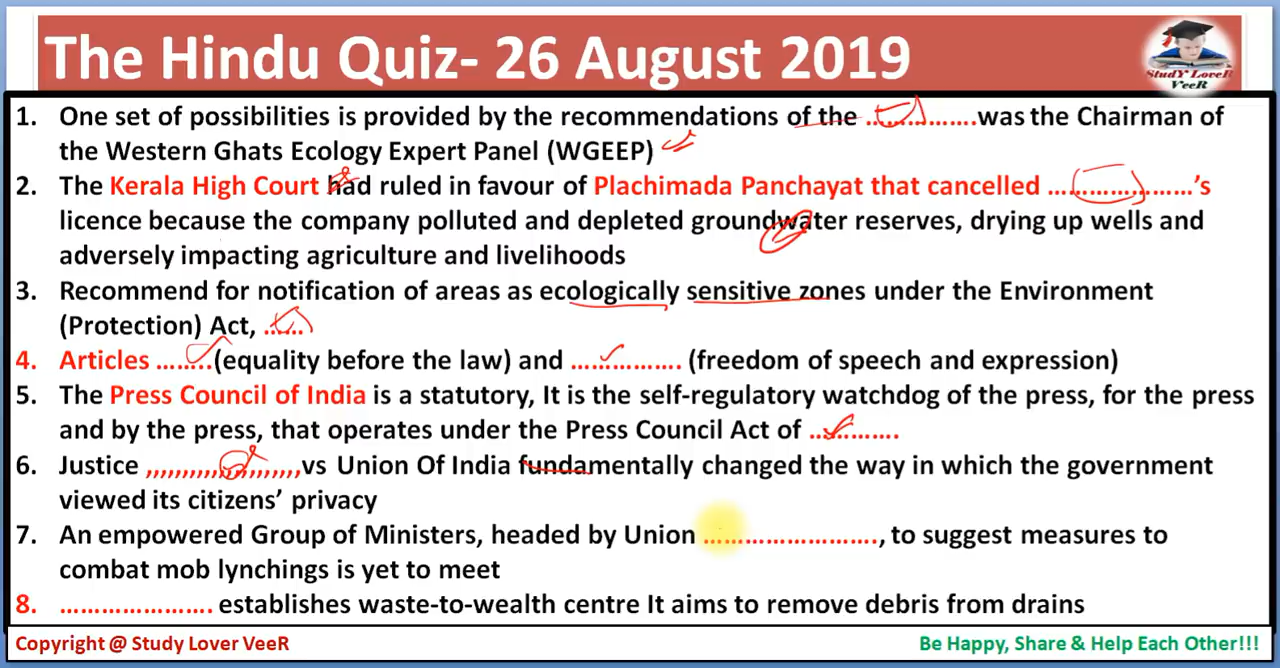 The Hindu Quiz- 26 August 2019
StudY LoveR
VeeR
1. One set of possibilities is provided by the recommendations of the ……………….was the Chairman of
the Western Ghats Ecology Expert Panel (WGEEP)
2. The Kerala High Court had ruled in favour of Plachimada Panchayat that cancelled …………………..'s
licence because the company polluted and depleted groundwater reserves, drying up wells and
adversely impacting agriculture and livelihoods
3. Recommend for notification of areas as ecologically sensitive zones under the Environment
(Protection) Act, ……..
4. Articles ……….(equality before the law) and ……………… (freedom of speech and expression)
5. The Press Council of India is a statutory, It is the self-regulatory watchdog of the press, for the press
and by the press, that operates under the Press Council Act of …………..
6. Justice ,,,,,,,,,,,,,,,,,,,,,,vs Union Of India fundamentally changed the way in which the government
viewed its citizens' privacy
7. An empowered Group of Ministers, headed by Union ……………………….., to suggest measures to
combat mob lynchings is yet to meet
8. …………………… establishes waste-to-wealth centre It aims to remove debris from drains
Copyright @ Study Lover VeeR
Be Happy, Share & Help Each Other!!!